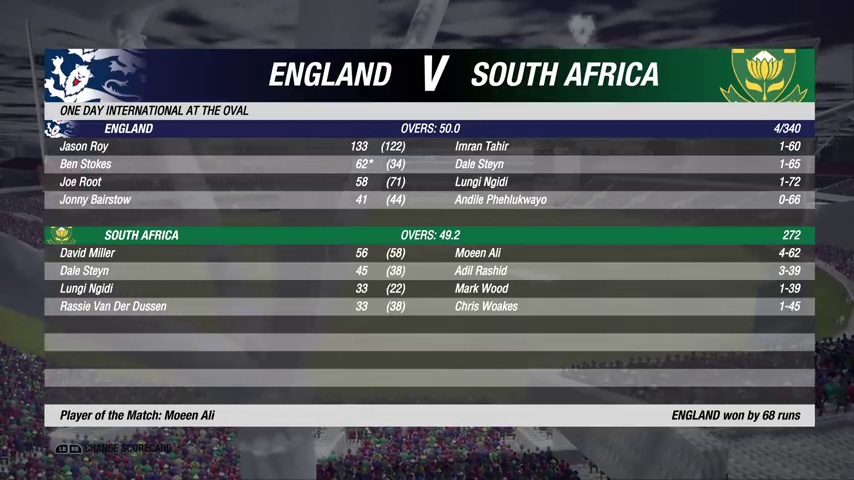 ENGLAND V SOUTH AFRICA
ONE DAY INTERNATIONAL AT THE OVAL
ENGLAND OVERS: 50.0 4/340
Jason Roy 133 (122) Imran Tahir 1-60
Ben Stokes 62* (34) Dale Steyn 1-65
Joe Root 58 (71) Lungi Ngidi 1-72
Jonny Bairstow 41 (44) Andile Phehlukwayo 0-66
SOUTH AFRICA OVERS: 49.2 272
David Miller 56 (58) Moeen Ali 4-62
Dale Steyn 45 (38) Adil Rashid 3-39
Lungi Ngidi 33 (22) Mark Wood 1-39
Rassie Van Der Dussen 33 (38) Chris Woakes 1-45
Player of the Match: Moeen Ali ENGLAND won by 68 runs
LB RB CHANGE SCORECARD